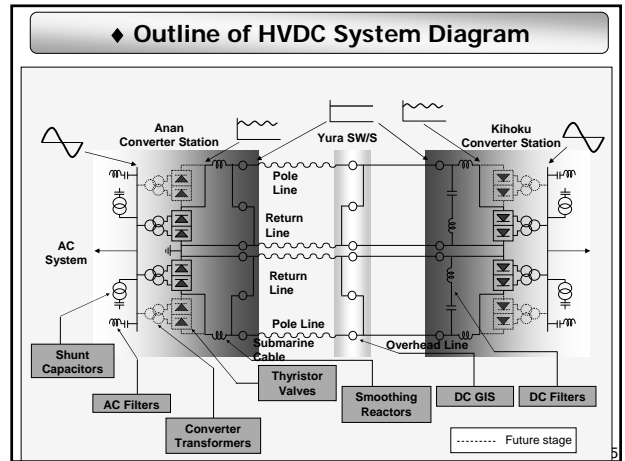 ♦ Outline of HVDC System Diagram
Anan
Converter Station
Yura SW/S
Kihoku
Converter Station
Pole
Line
Return
Line
AC
System
Return
Line
Pole Line
Submarine
Cable
Overhead Line
Shunt
Capacitors
AC Filters
Converter
Transformers
Thyristor
Valves
Smoothing
Reactors
DC GIS
DC Filters
Future stage
5